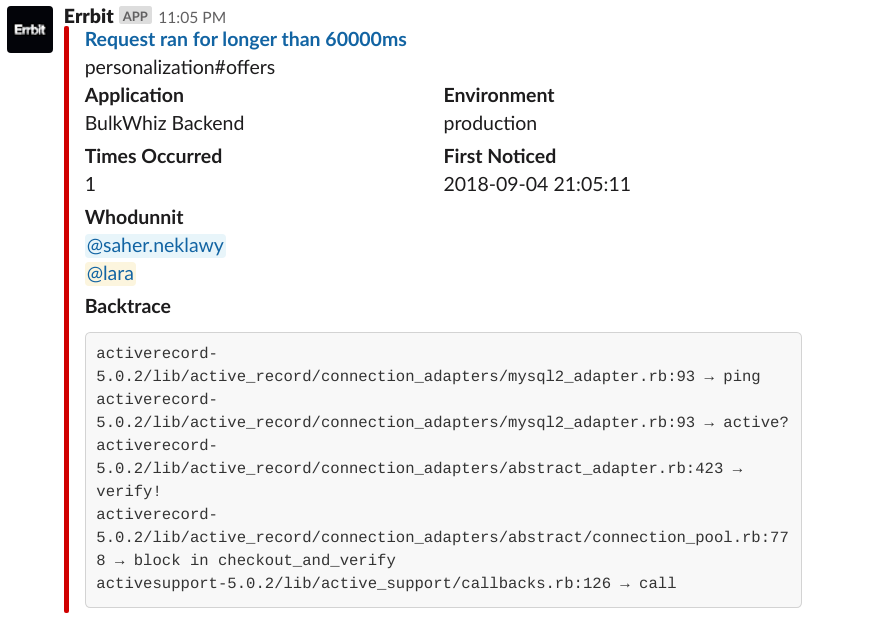 Errbit
Errbit APP 11:05 PM
Request ran for longer than 60000ms
personalization#offers
Application Environment
BulkWhiz Backend production
Times Occurred First Noticed
1 2018-09-04 21:05:11
Whodunnit
@saher.neklawy
@lara
Backtrace
activerecord-
5.0.2/lib/active_record/connection_adapters/mysql2_adapter.rb:93 → ping
activerecord-
5.0.2/lib/active_record/connection_adapters/mysql2_adapter.rb:93 → active?
activerecord-
5.0.2/lib/active_record/connection_adapters/abstract_adapter.rb:423 →
verify!
activerecord-
5.0.2/lib/active_record/connection_adapters/abstract/connection_pool.rb:77
8 → block in checkout_and_verify
activesupport-5.0.2/lib/active_support/callbacks.rb:126 → call